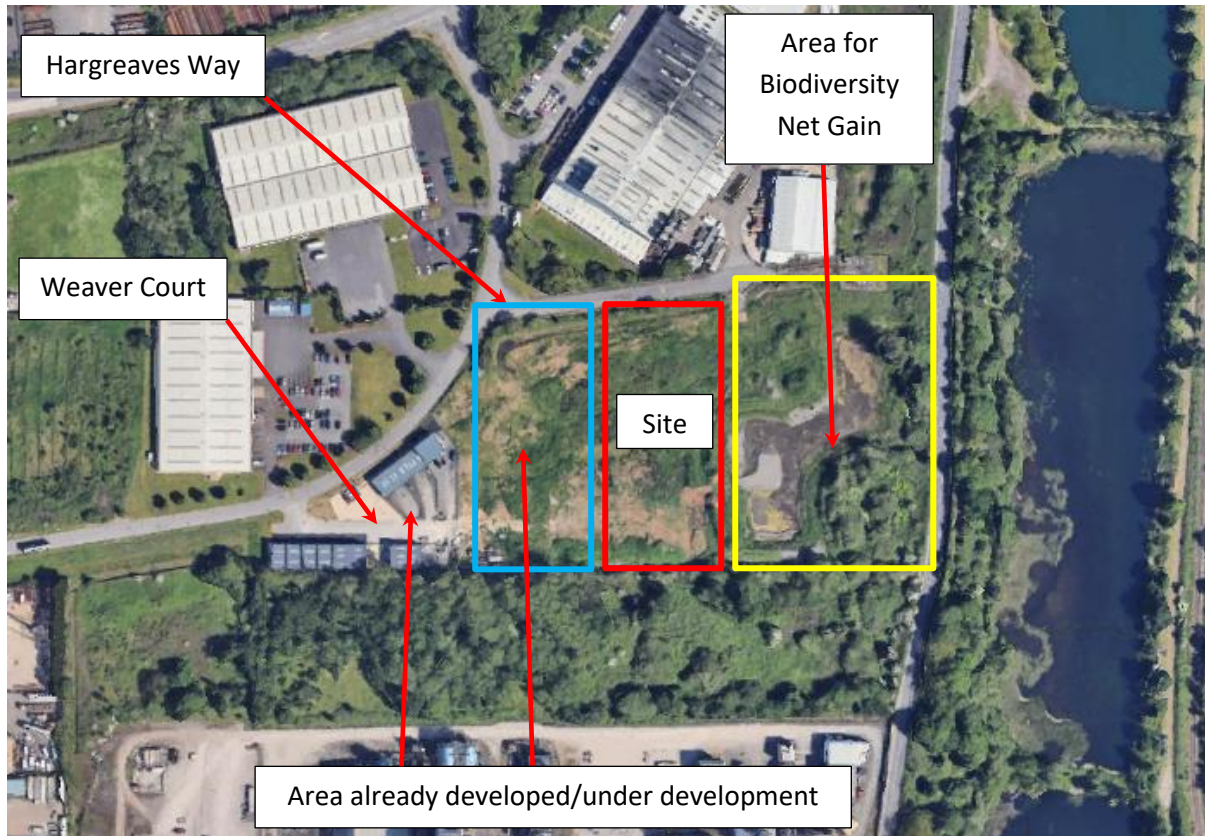 Hargreaves Way
Area for
Biodiversity
Net Gain
Weaver Court
Site
Area already developed/under development